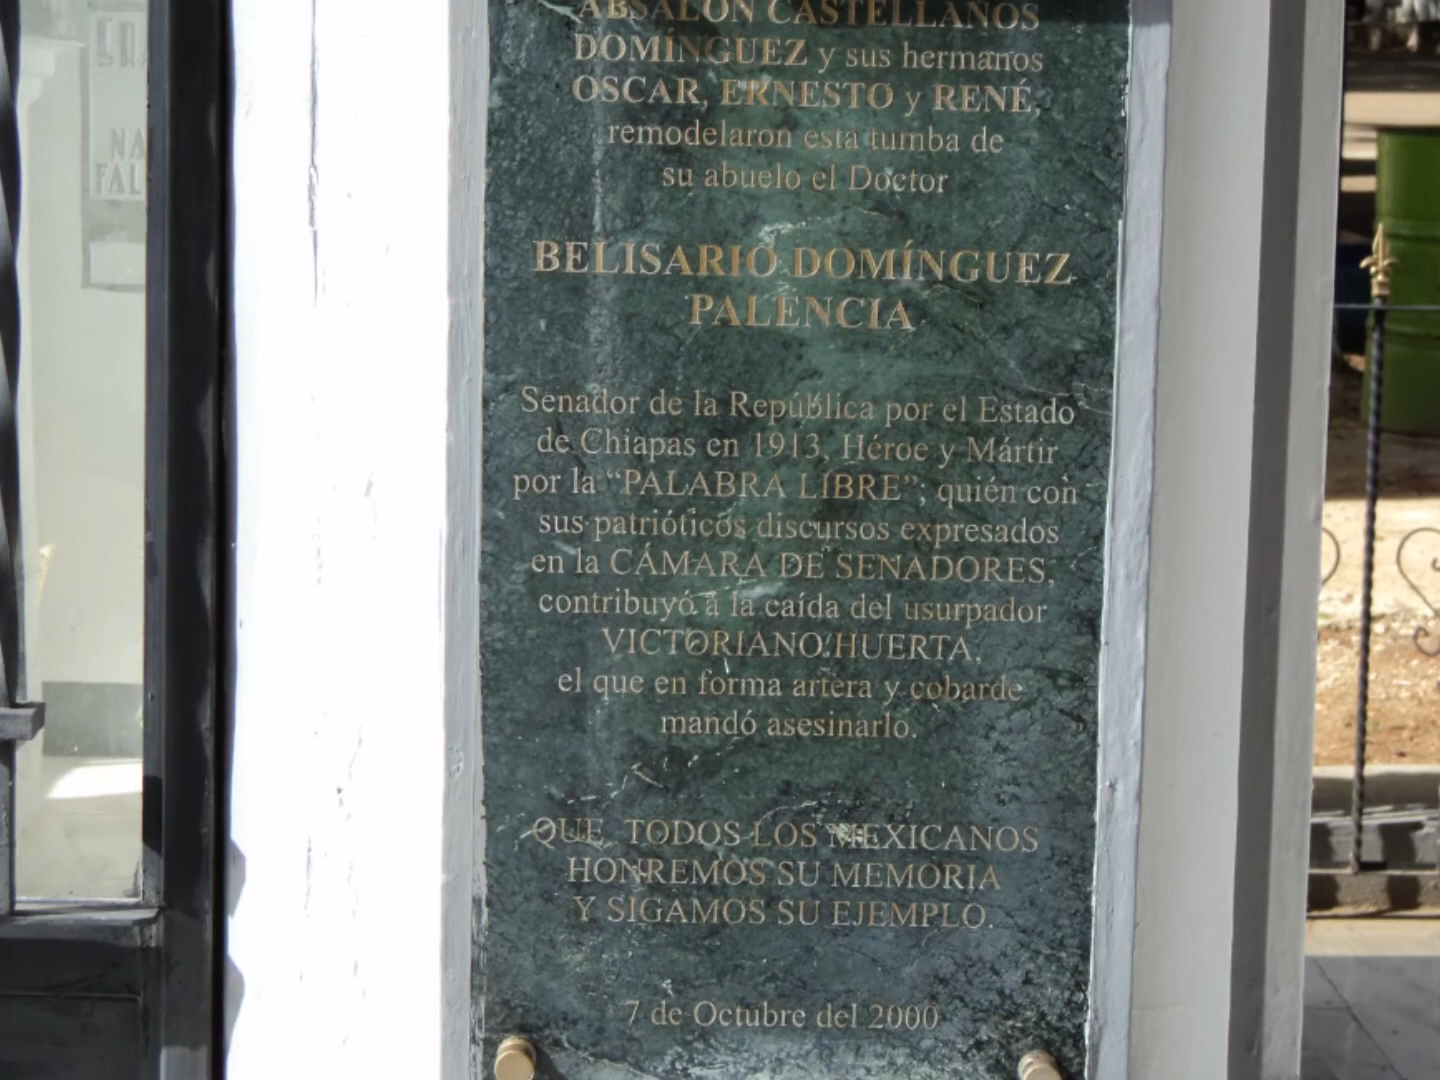 ABSALÓN CASTELLANOS
DOMÍNGUEZ y sus hermanos
OSCAR, ERNESTO y RENÉ,
remodelaron esta tumba de
su abuelo el Doctor
BELISARIO DOMÍNGUEZ
PALENCIA
Senador de la República por el Estado
de Chiapas en 1913, Héroe y Mártir
por la “PALABRA LIBRE”; quién con
sus patrióticos discursos expresados
en la CÁMARA DE SENADORES,
contribuyó a la caída del usurpador
VICTORIANO HUERTA,
el que en forma artera y cobarde
mandó asesinarlo.
QUE TODOS LOS MEXICANOS
HONREMOS SU MEMORIA
Y SIGAMOS SU EJEMPLO.
7 de Octubre del 2000